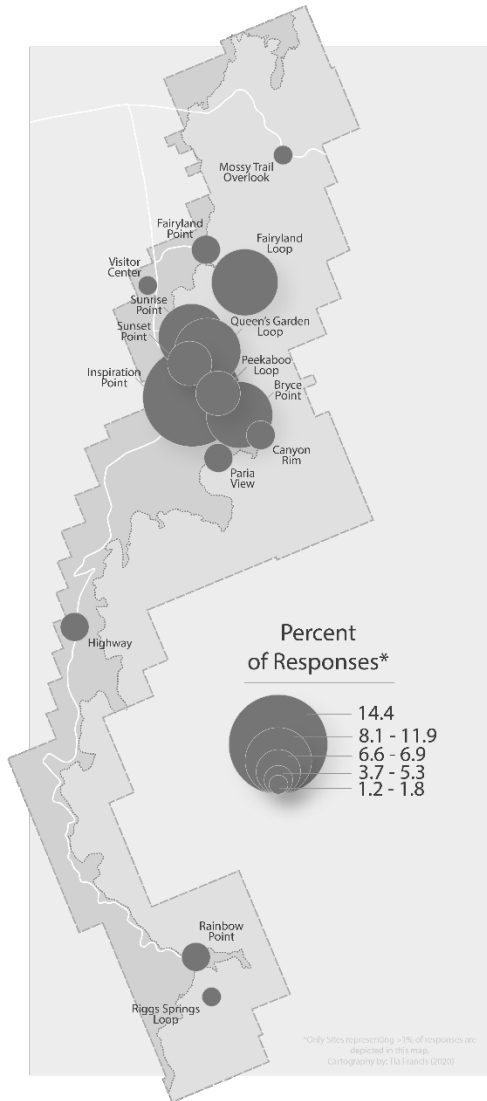 Mossy Trail
Overlook
Fairyland
Point
Fairyland
Loop
Visitor
Center
Sunrise
Point
Sunset
Point
Queen's Garden
Loop
Inspiration
Point
Peekaboo
Loop
Bryce
Point
Canyon
Rim
Paria
View
Highway
Percent
of Responses*
14.4
8.1 - 11.9
6.6 - 6.9
3.7 - 5.3
1.2 - 1.8
Rainbow
Point
Riggs Springs
Loop
*Only Sites representing >1% of responses are
depicted in this map.
Cartography by: Tia Francis (2020)